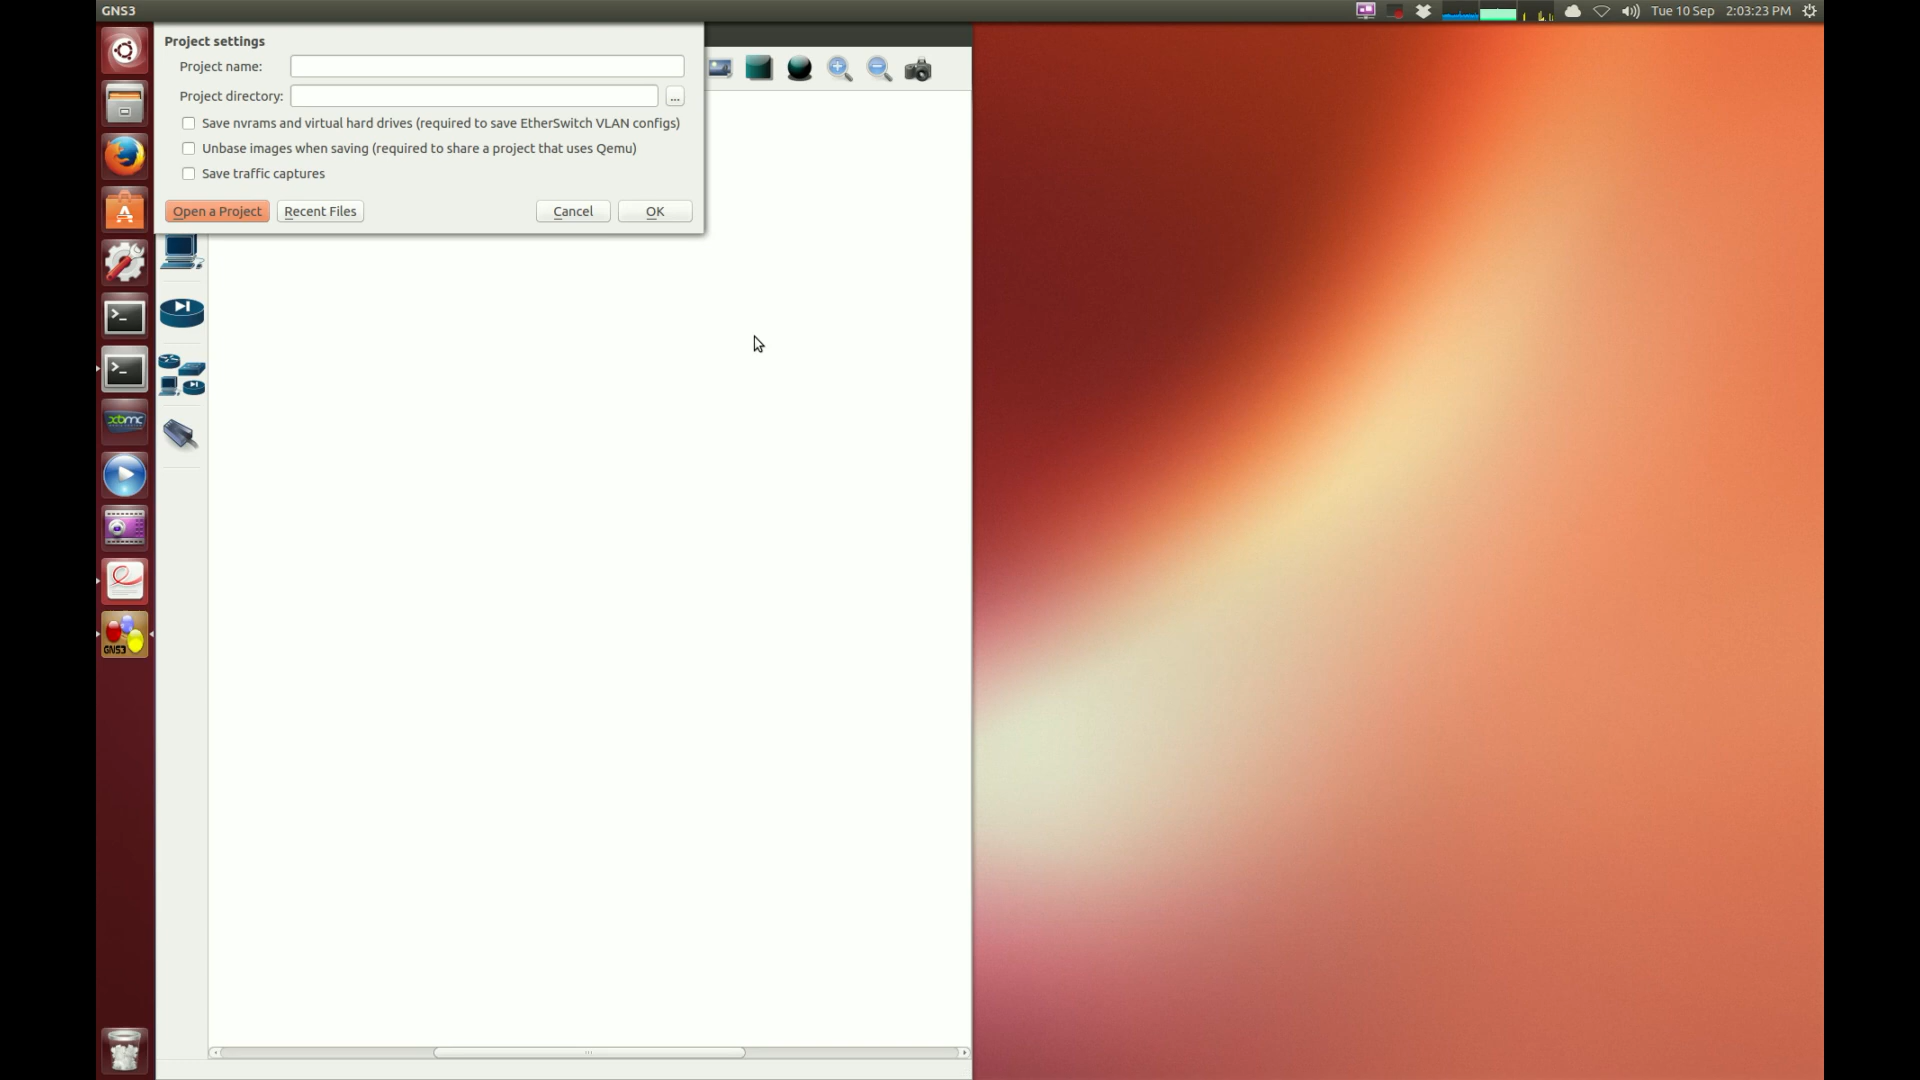 GNS3
Tue 10 Sep 2:03:23 PM
Project settings
Project name:
Project directory:
...
Save nvrams and virtual hard drives (required to save EtherSwitch VLAN configs)
Unbase images when saving (required to share a project that uses Qemu)
Save traffic captures
Open a Project
Recent Files
Cancel
OK
A
>_
>_
xbmc
GNS3